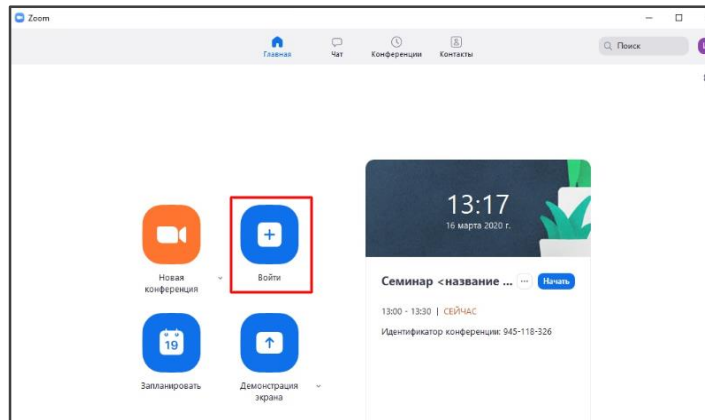 Zoom
Главная
Чат
Конференции
Контакты
Поиск
13:17
16 марта 2020 г.
Новая
конференция
Войти
Семинар <название ... ... Начать
13:00 - 13:30 | СЕЙЧАС
Идентификатор конференции: 945-118-326
19
Запланировать
Демонстрация
экрана